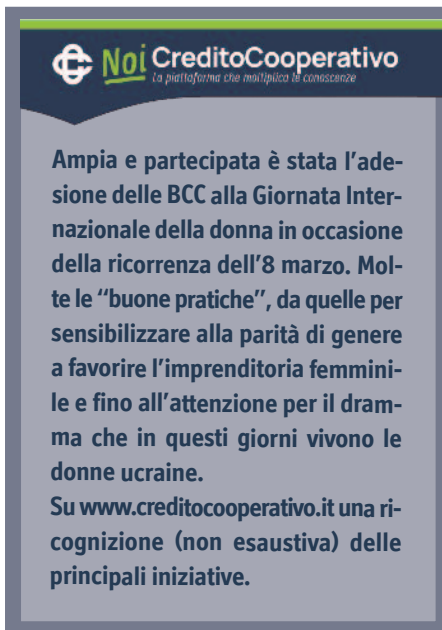 Noi CreditoCooperativo
La piattaforma che moltiplica le conoscenze
Ampia e partecipata è stata l'ade-
sione delle BCC alla Giornata Inter-
nazionale della donna in occasione
della ricorrenza dell'8 marzo. Mol-
te le “buone pratiche”, da quelle per
sensibilizzare alla parità di genere
a favorire l'imprenditoria femmini-
le e fino all'attenzione per il dram-
ma che in questi giorni vivono le
donne ucraine.
Su www.creditocooperativo.it una ri-
cognizione (non esaustiva) delle
principali iniziative.